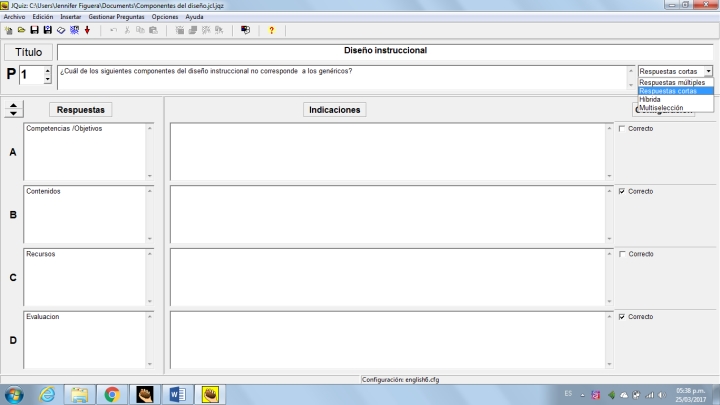 JQuiz: C:\Users\Jennifer Figuera\Documents\Componentes del diseño.jcl.jqz
Archivo Edición Insertar Gestionar Preguntas Opciones Ayuda
Título
Diseño instruccional
P 1
¿Cuál de los siguientes componentes del diseño instruccional no corresponde a los genéricos?
Respuestas cortas
Respuestas múltiples
Respuestas cortas
Híbrida
Multiselección
Respuestas
Indicaciones
A
Competencias /Objetivos
Correcto
B
Contenidos
Correcto
C
Recursos
Correcto
D
Evaluacion
Correcto
Configuración: english6.cfg
ES
05:38 p.m.
25/03/2017